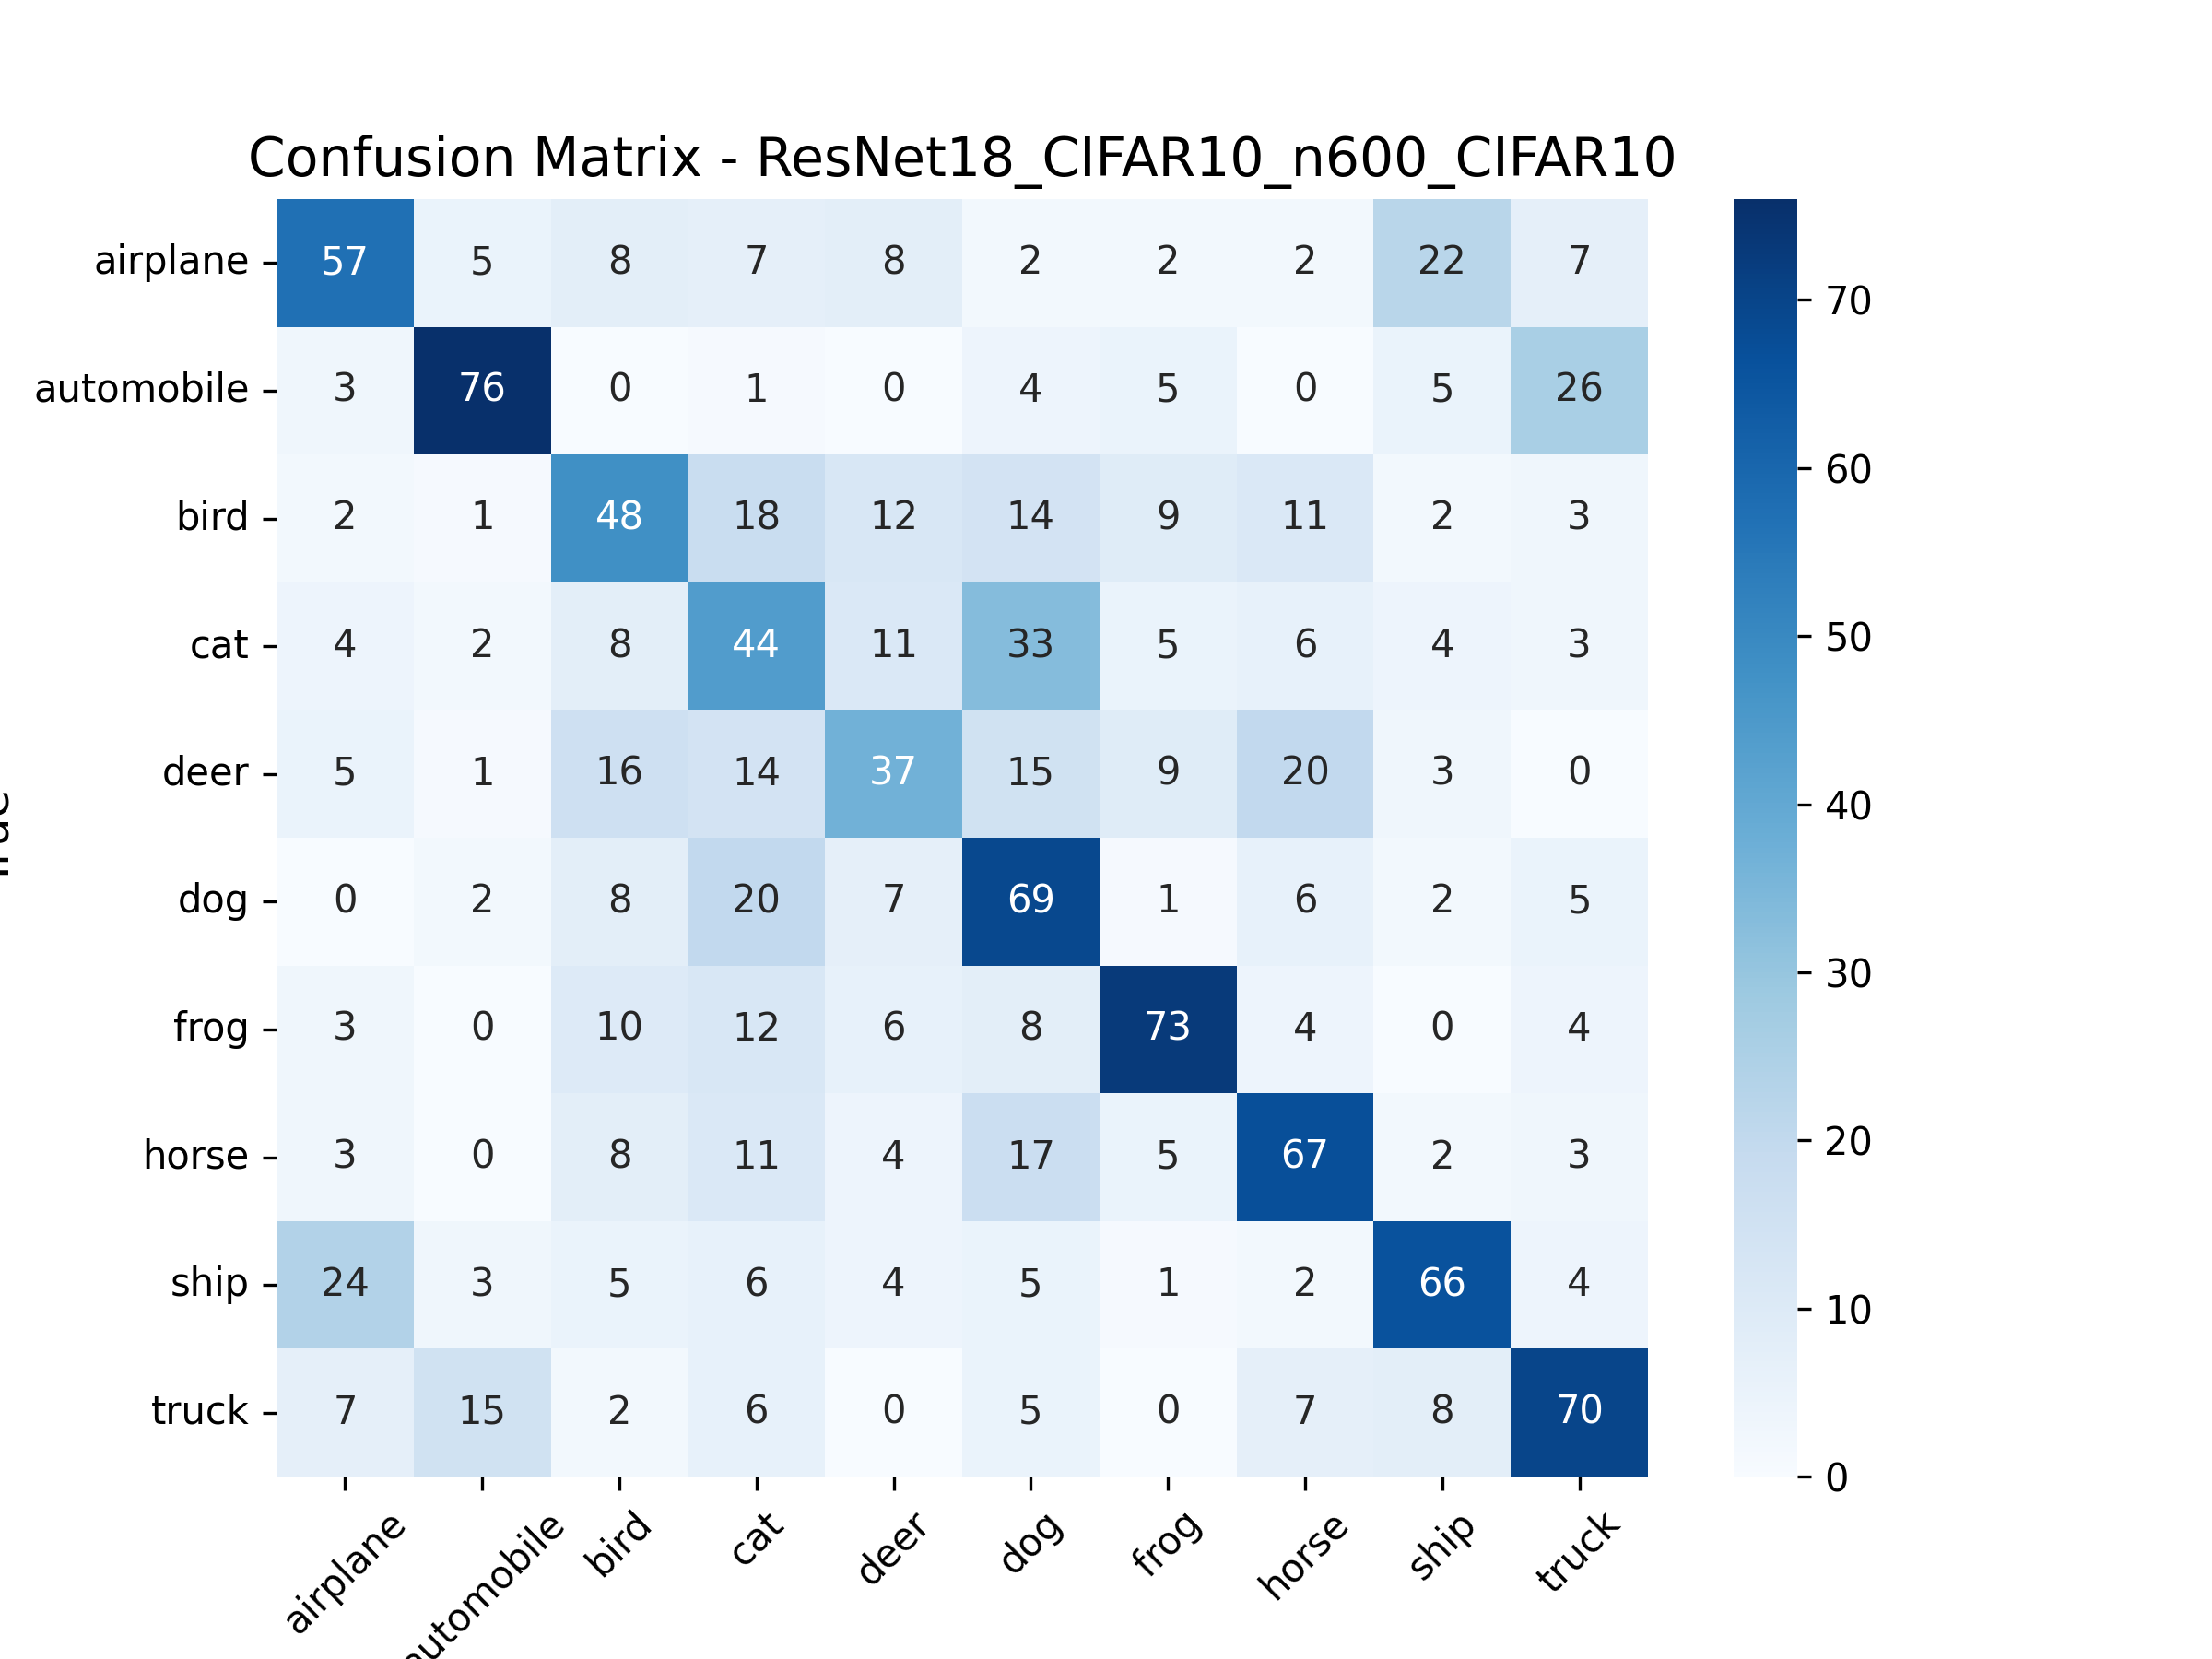 Confusion Matrix - ResNet18_CIFAR10_n600_CIFAR10
airplane 57 5 8 7 8 2 2 2 22 7
automobile 3 76 0 1 0 4 5 0 5 26
bird 2 1 48 18 12 14 9 11 2 3
cat 4 2 8 44 11 33 5 6 4 3
deer 5 1 16 14 37 15 9 20 3 0
dog 0 2 8 20 7 69 1 6 2 5
frog 3 0 10 12 6 8 73 4 0 4
horse 3 0 8 11 4 17 5 67 2 3
ship 24 3 5 6 4 5 1 2 66 4
truck 7 15 2 6 0 5 0 7 8 70
airplane automobile bird cat deer dog frog horse ship truck
70
60
50
40
30
20
10
0